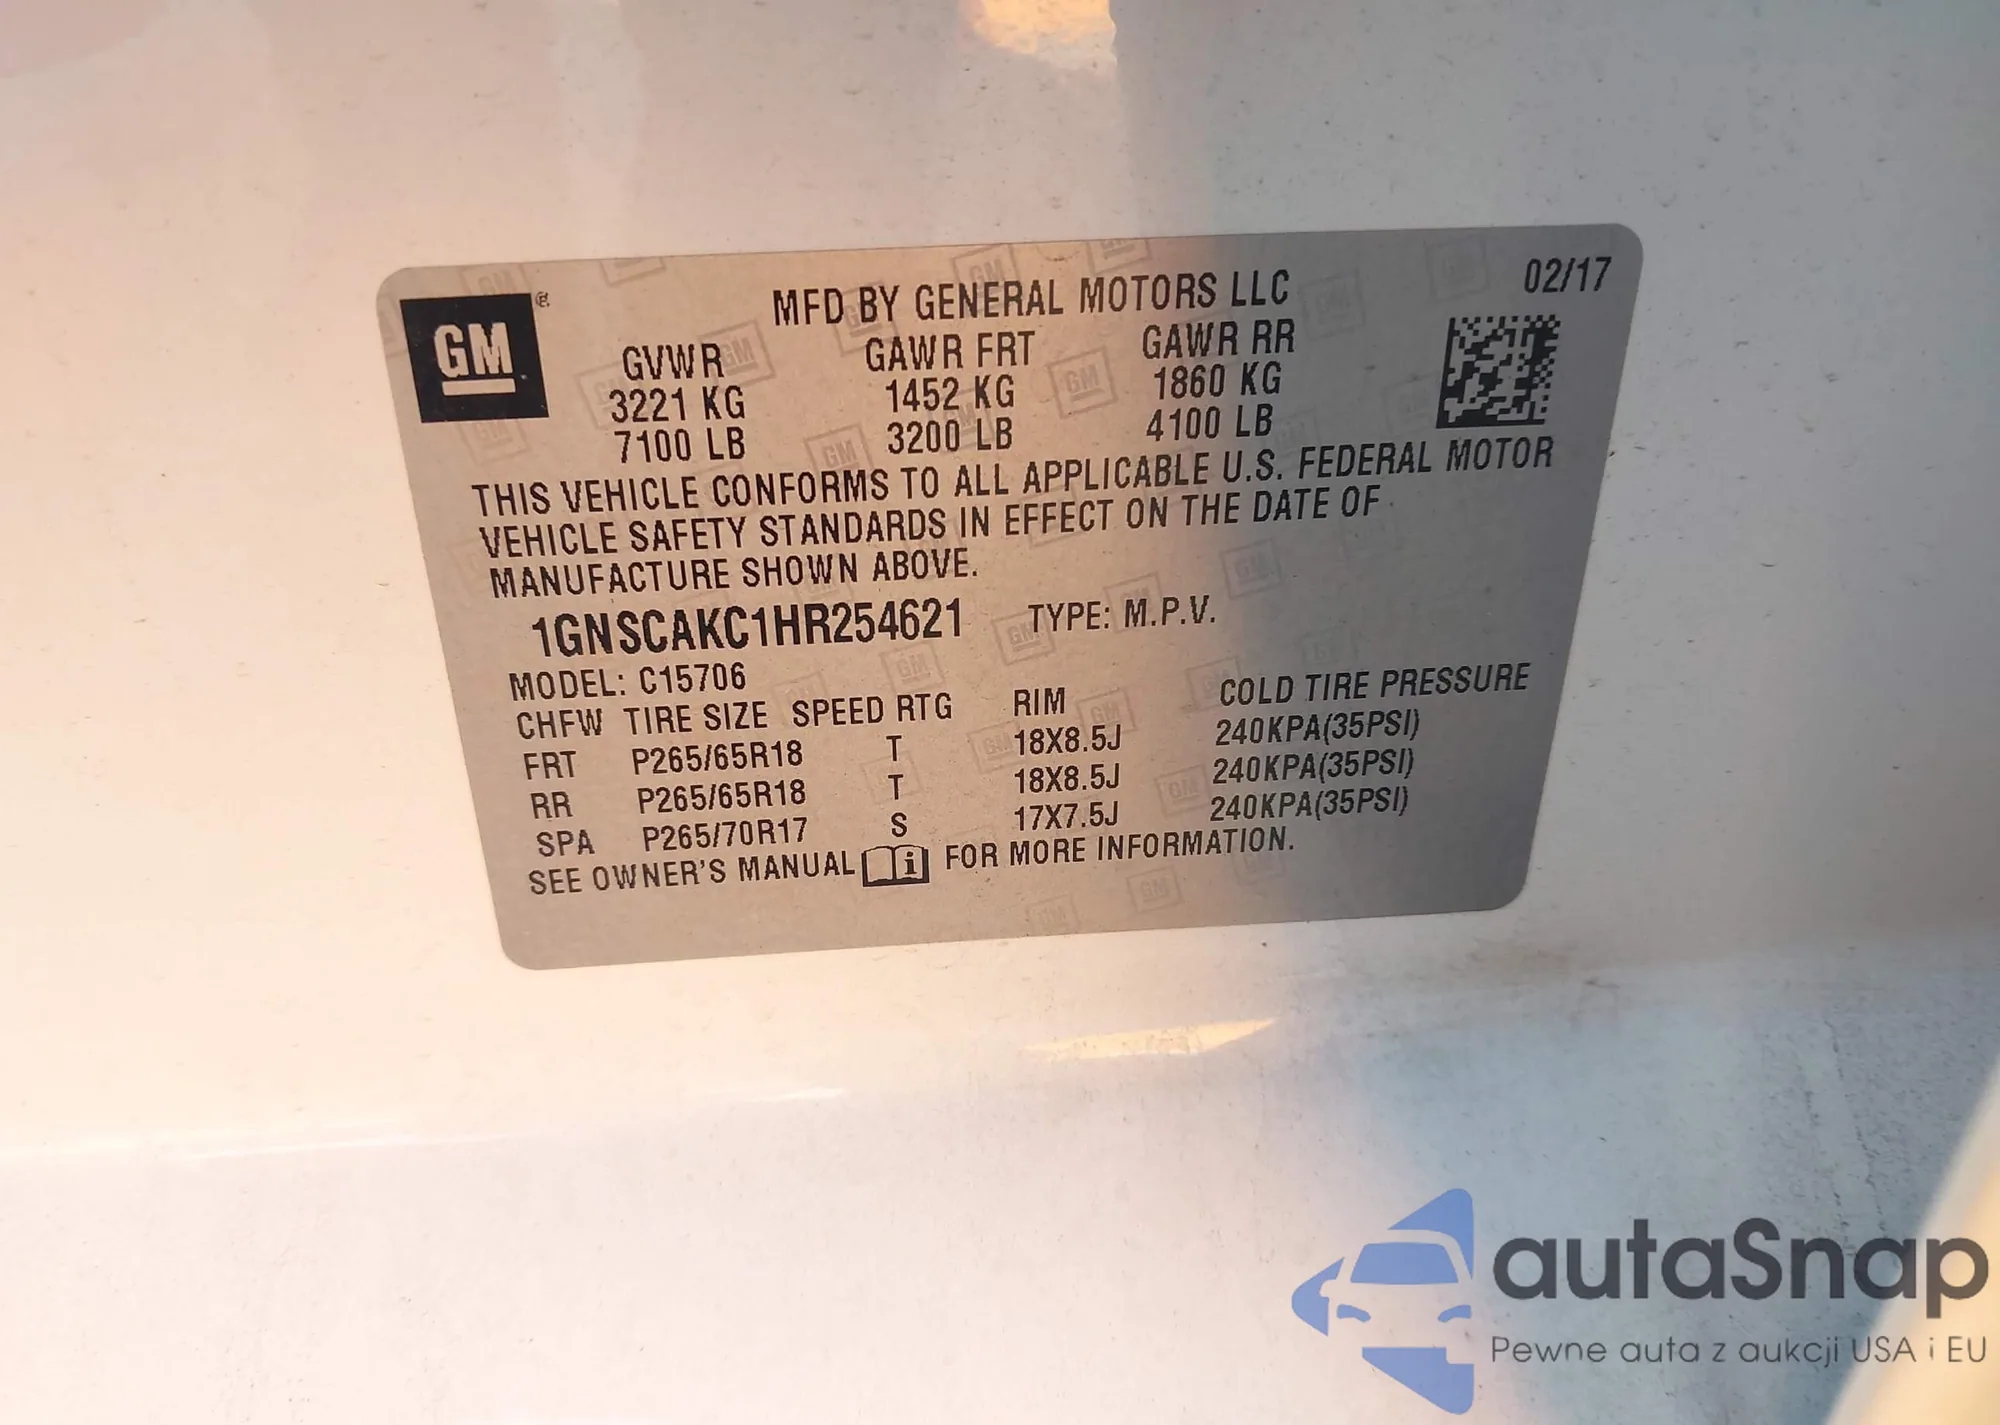 GM ®
MFD BY GENERAL MOTORS LLC 02/17
GVWR GAWR FRT GAWR RR
3221 KG 1452 KG 1860 KG
7100 LB 3200 LB 4100 LB
THIS VEHICLE CONFORMS TO ALL APPLICABLE U.S. FEDERAL MOTOR
VEHICLE SAFETY STANDARDS IN EFFECT ON THE DATE OF
MANUFACTURE SHOWN ABOVE.
1GNSCAKC1HR254621 TYPE: M.P.V.
MODEL: C15706
CHFW TIRE SIZE SPEED RTG RIM COLD TIRE PRESSURE
FRT P265/65R18 T 18X8.5J 240KPA(35PSI)
RR P265/65R18 T 18X8.5J 240KPA(35PSI)
SPA P265/70R17 S 17X7.5J 240KPA(35PSI)
SEE OWNER'S MANUAL i FOR MORE INFORMATION.
autaSnap
Pewne auta z aukcji USA i EU